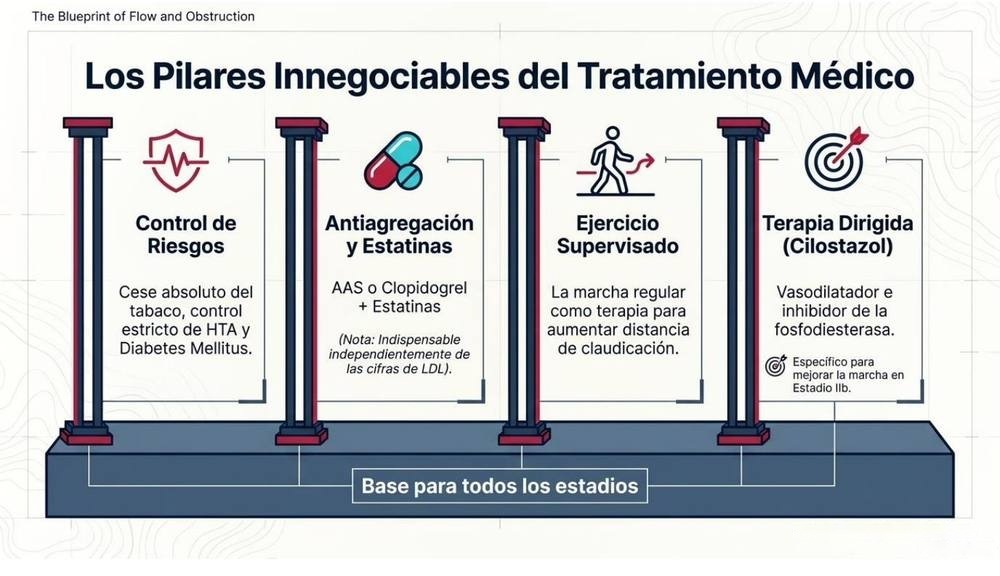 The Blueprint of Flow and Obstruction
Los Pilares Innegociables del Tratamiento Médico
Control de
Riesgos
Cese absoluto del
tabaco, control
estricto de HTA y
Diabetes Mellitus.
Antiagregación
y Estatinas
AAS o Clopidogrel
+ Estatinas
(Nota: Indispensable
independientemente de
las cifras de LDL).
Ejercicio
Supervisado
La marcha regular
como terapia para
aumentar distancia
de claudicación.
Terapia Dirigida
(Cilostazol)
Vasodilatador e
inhibidor de la
fosfodiesterasa.
Específico para
mejorar la marcha en
Estadio IIb.
Base para todos los estadios